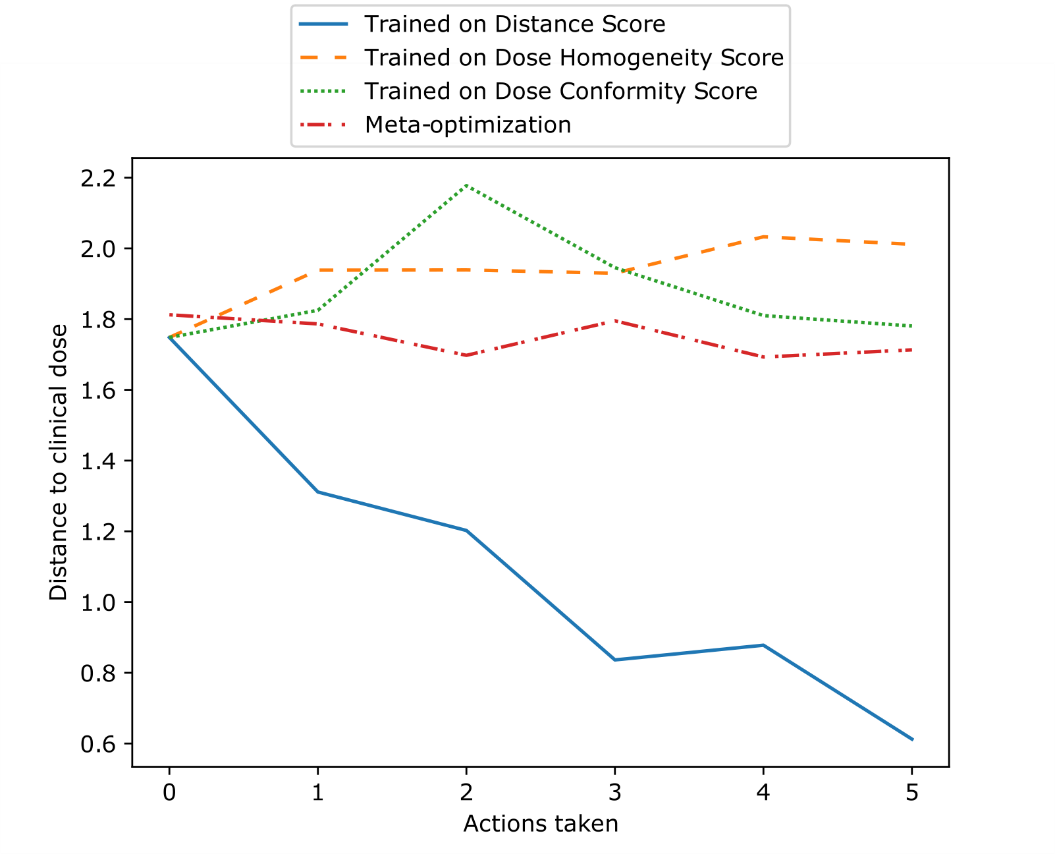 Trained on Distance Score
Trained on Dose Homogeneity Score
Trained on Dose Conformity Score
Meta-optimization
2.2
2.0
1.8
1.6
1.4
1.2
1.0
0.8
0.6
Distance to clinical dose
0 1 2 3 4 5
Actions taken